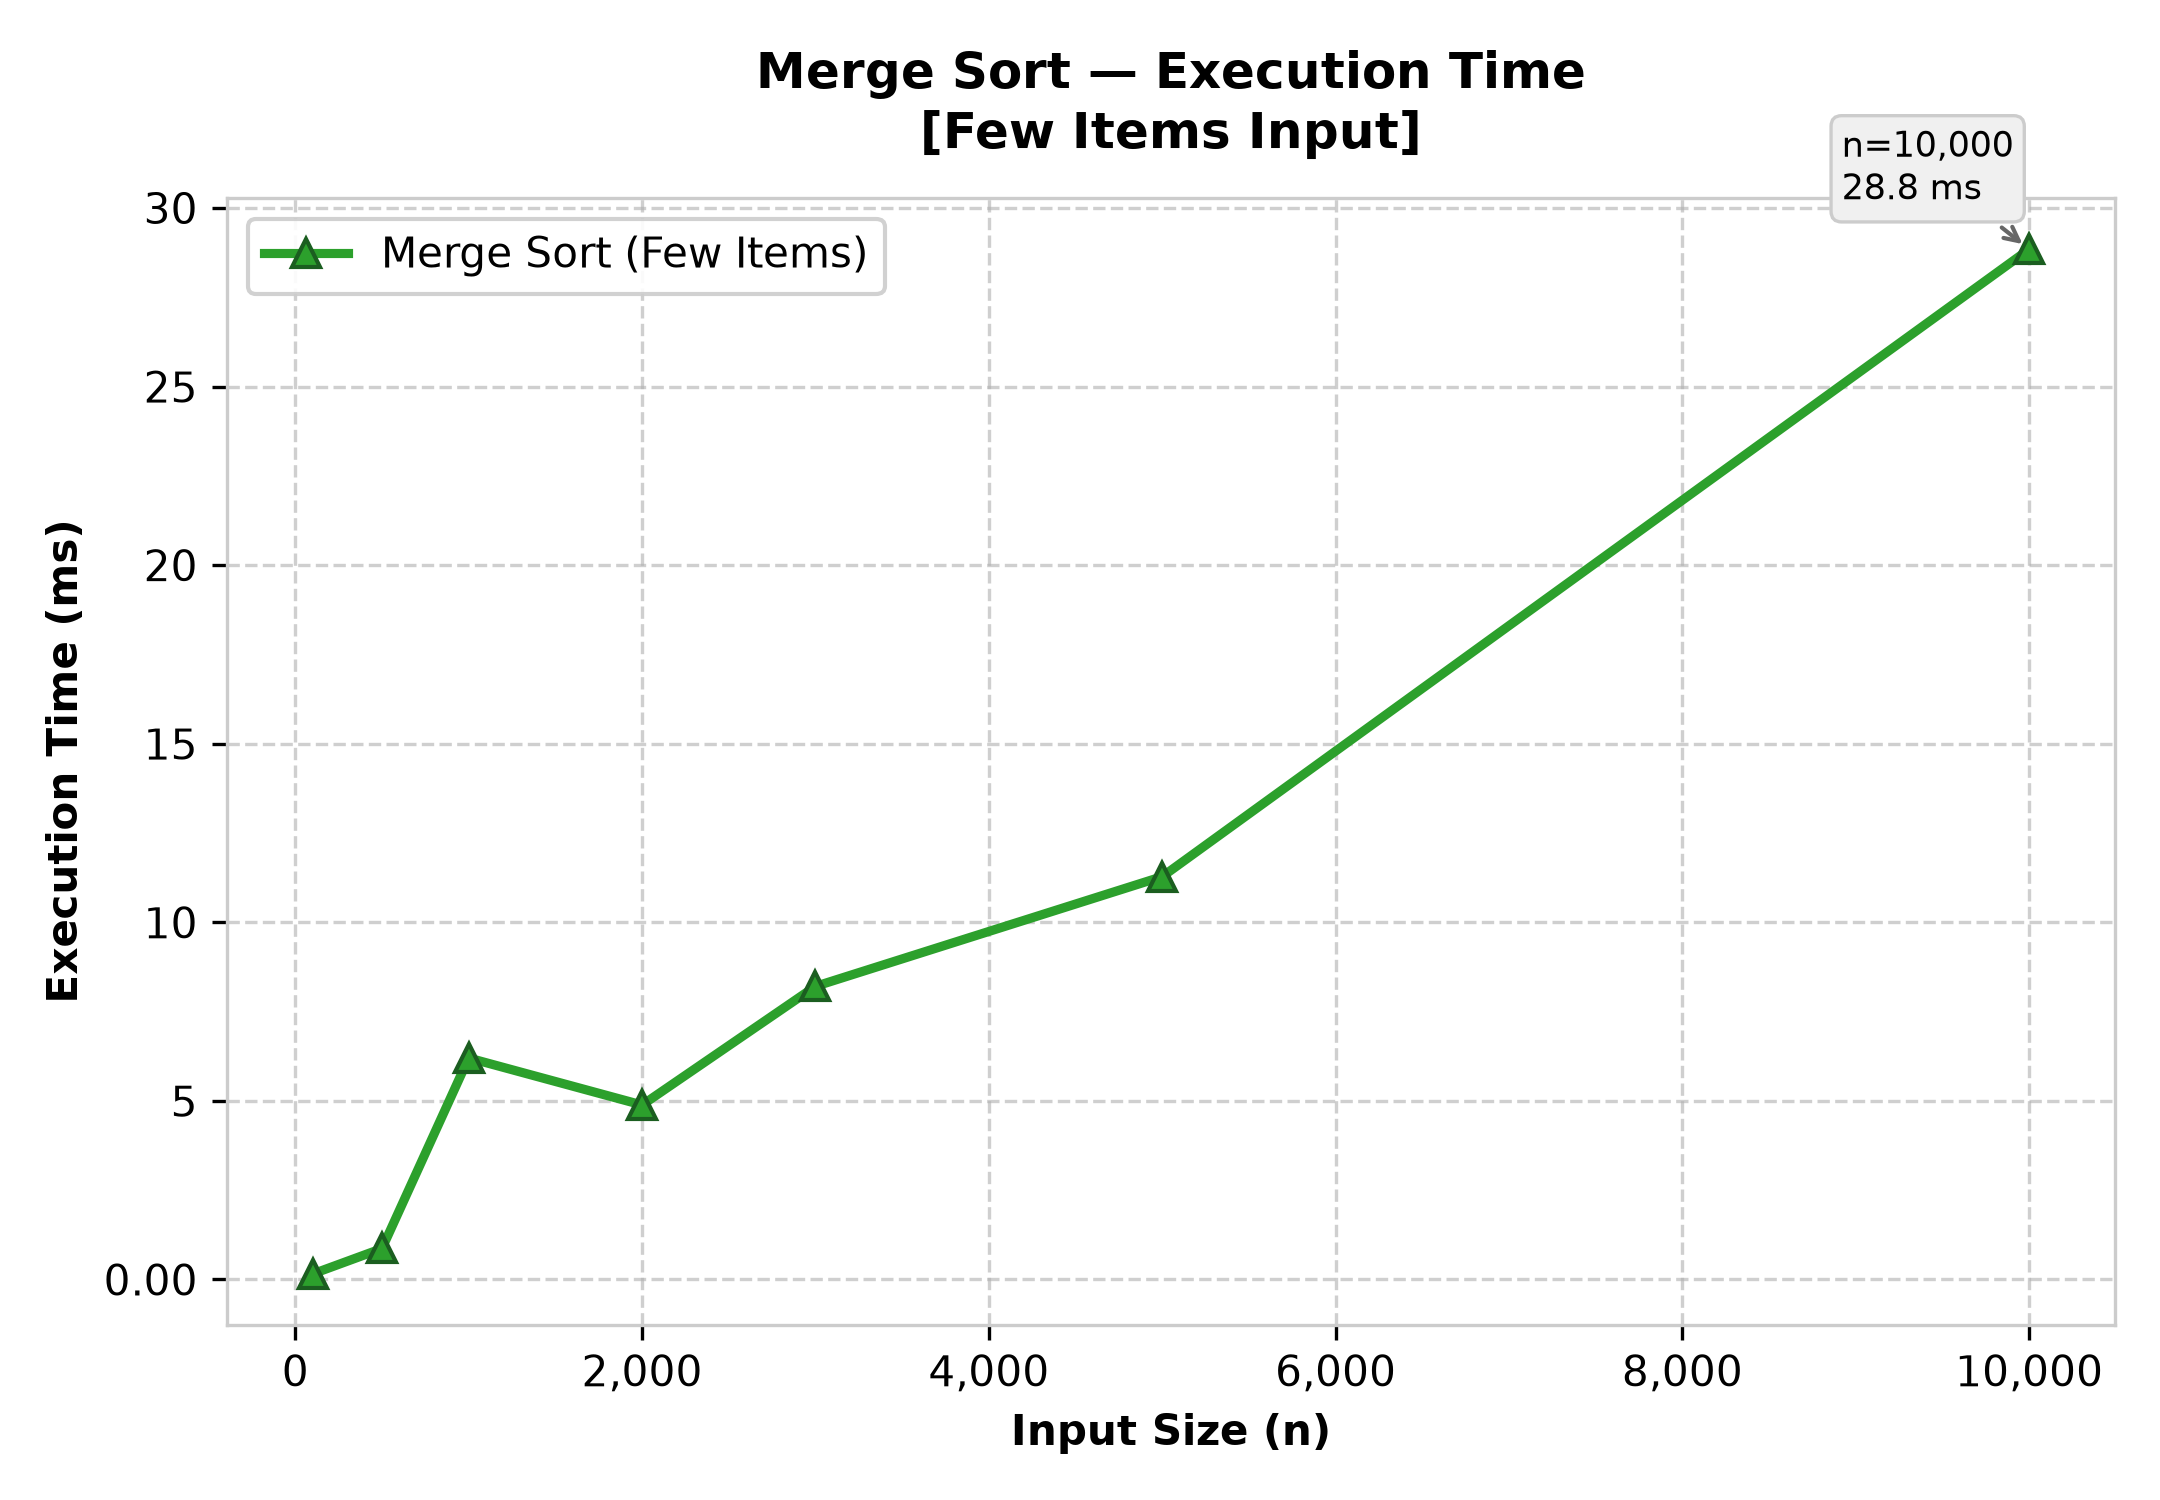 Merge Sort — Execution Time
[Few Items Input]
n=10,000
28.8 ms
Merge Sort (Few Items)
30
25
20
15
10
5
0.00
Execution Time (ms)
0
2,000
4,000
6,000
8,000
10,000
Input Size (n)